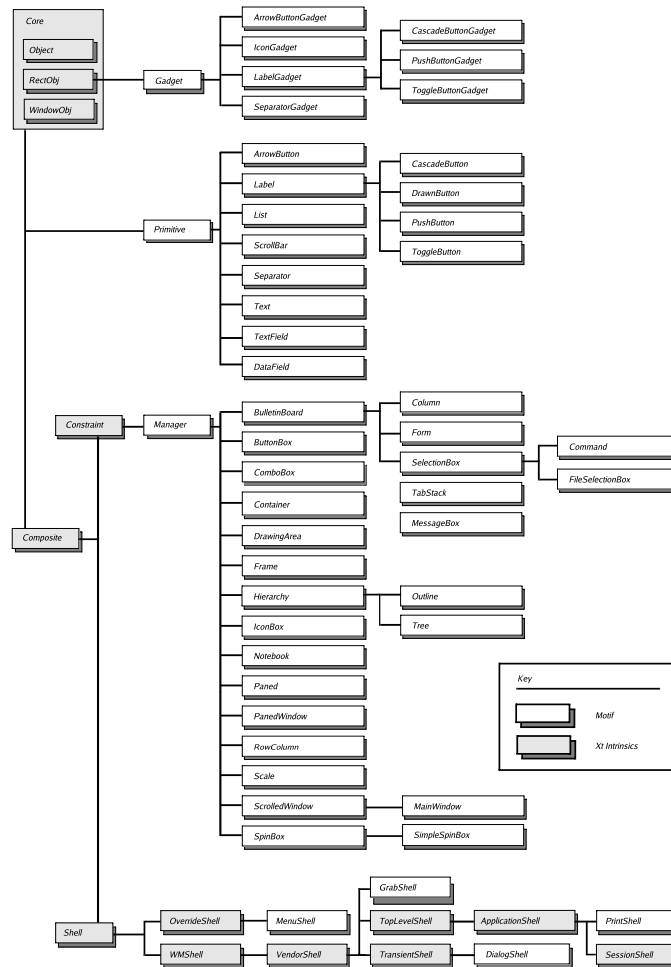 Core
Object
RectObj
WindowObj
Gadget
ArrowButtonGadget
IconGadget
LabelGadget
SeparatorGadget
CascadeButtonGadget
PushButtonGadget
ToggleButtonGadget
Primitive
ArrowButton
Label
List
ScrollBar
Separator
Text
TextField
DataField
CascadeButton
DrawnButton
PushButton
ToggleButton
Composite
Constraint
Manager
BulletinBoard
ButtonBox
ComboBox
Container
DrawingArea
Frame
Hierarchy
IconBox
Notebook
Paned
PanedWindow
RowColumn
Scale
ScrolledWindow
SpinBox
Column
Form
SelectionBox
TabStack
MessageBox
Command
FileSelectionBox
Outline
Tree
MainWindow
SimpleSpinBox
Key
Motif
Xt Intrinsics
Shell
OverrideShell
MenuShell
WMShell
VendorShell
GrabShell
TopLevelShell
TransientShell
ApplicationShell
DialogShell
PrintShell
SessionShell